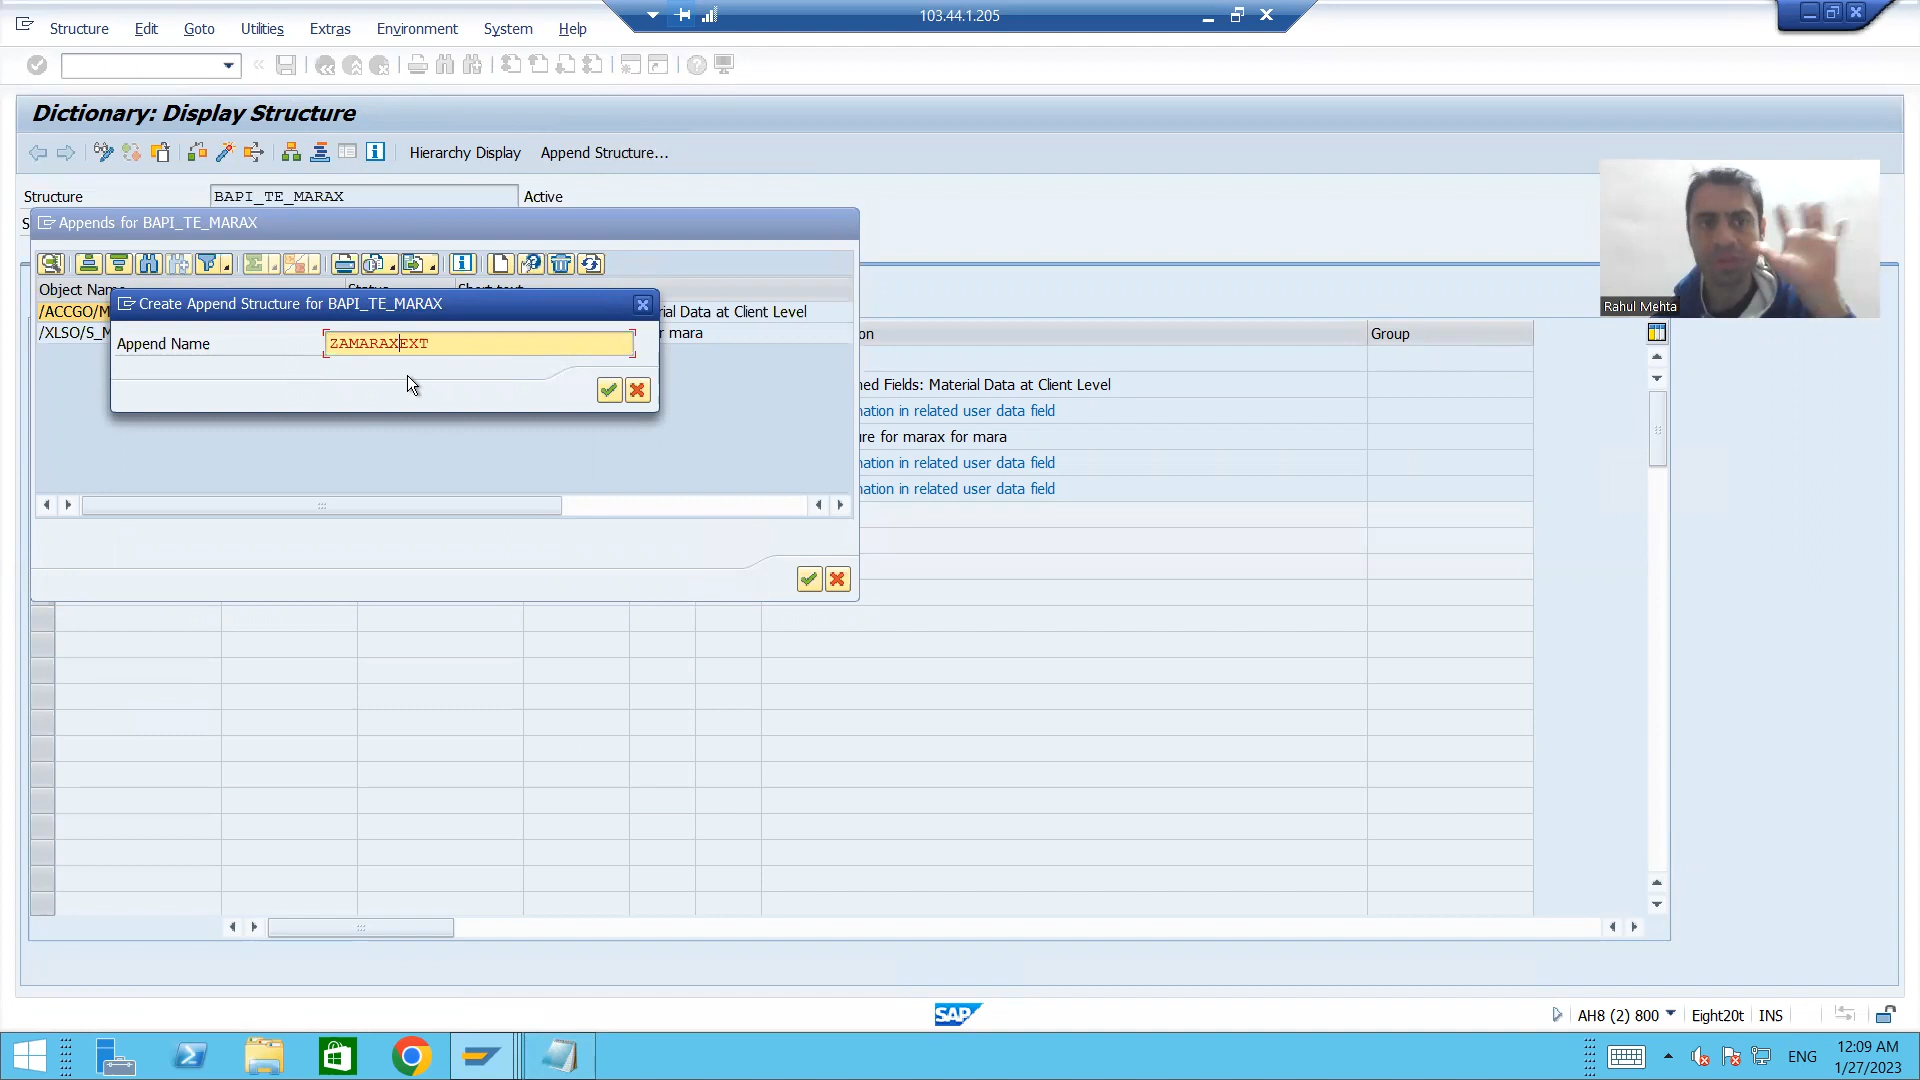 103.44.1.205
Structure Edit Goto Utilities Extras Environment System Help
Dictionary: Display Structure
Hierarchy Display Append Structure...
Structure BAPI_TE_MARAX Active
Appends for BAPI_TE_MARAX
Rahul Mehta
Create Append Structure for BAPI_TE_MARAX
/ACCGO/M rial Data at Client Level
/XLSO/S_M r mara
Append Name ZAMARAXEXT
Group
ned Fields: Material Data at Client Level
nation in related user data field
ure for marax for mara
nation in related user data field
nation in related user data field
SAP
AH8 (2) 800 Eight20t INS
ENG
12:09 AM
1/27/2023